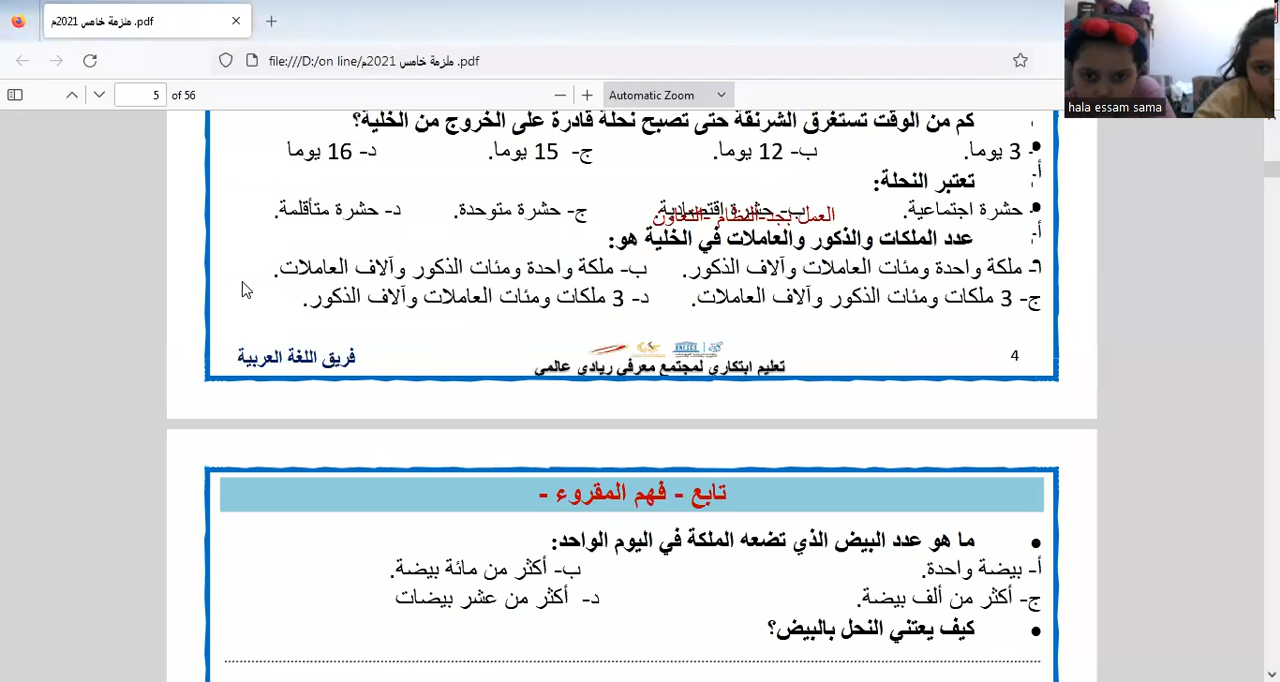 ملزمة خامس 2021م .pdf
file:///D:/on line/ملزمة خامس 2021م .pdf
5 of 56
Automatic Zoom
hala essam sama
كم من الوقت تستغرق الشرنقة حتى تصبح نحلة قادرة على الخروج من الخلية؟
3 يوما. ب- 12 يوما. ج- 15 يوما. د- 16 يوما
أ-
تعتبر النحلة:
حشرة اجتماعية. ب- حشرة اقتصادية. ج- حشرة متوحدة. د- حشرة متأقلمة.
العمل بجد-النظام -التعاون
أ-
عدد الملكات والذكور والعاملات في الخلية هو:
أ- ملكة واحدة ومئات العاملات وآلاف الذكور. ب- ملكة واحدة ومئات الذكور وآلاف العاملات.
ج- 3 ملكات ومئات الذكور وآلاف العاملات. د- 3 ملكات ومئات العاملات وآلاف الذكور.
4
تعليم ابتكاري لمجتمع معرفي ريادي عالمي
فريق اللغة العربية
تابع - فهم المقروء -
ما هو عدد البيض الذي تضعه الملكة في اليوم الواحد:
أ- بيضة واحدة. ب- أكثر من مائة بيضة.
ج- أكثر من ألف بيضة. د- أكثر من عشر بيضات
كيف يعتني النحل بالبيض؟